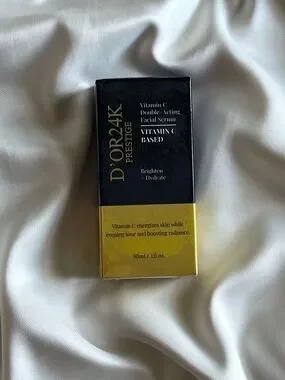 D'OR24K
PRESTIGE
Vitamin C
Double-Acting
Facial Serum
VITAMIN C
BASED
Brighten
+ Hydrate
Vitamin C energizes skin while
evening tone and boosting radiance.
30ml / 1fl oz.